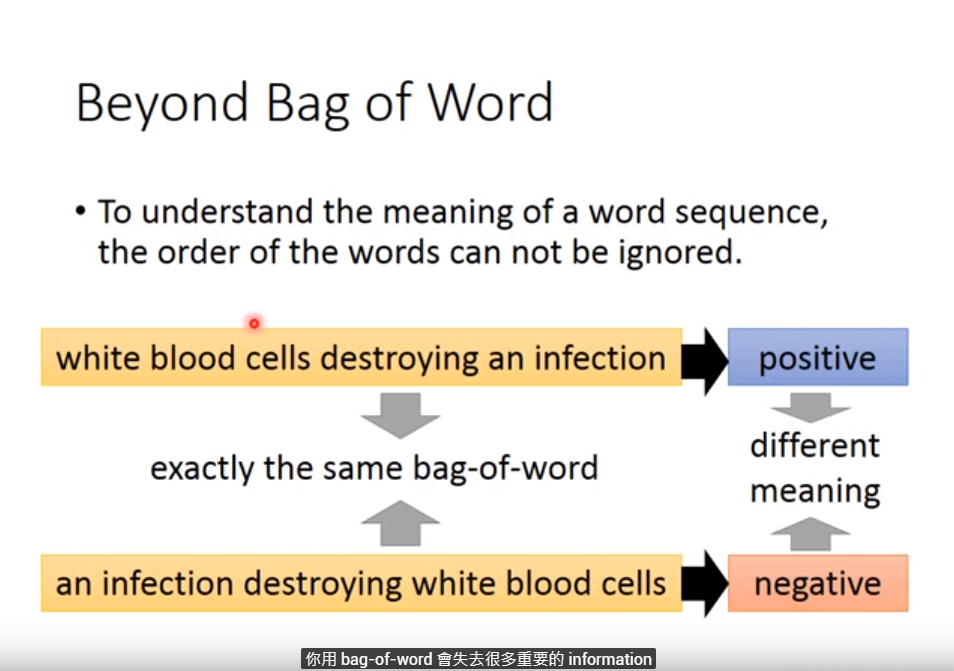 Beyond Bag of Word
• To understand the meaning of a word sequence,
the order of the words can not be ignored.
white blood cells destroying an infection
positive
exactly the same bag-of-word
different
meaning
an infection destroying white blood cells
negative
你用 bag-of-word 會失去很多重要的 information